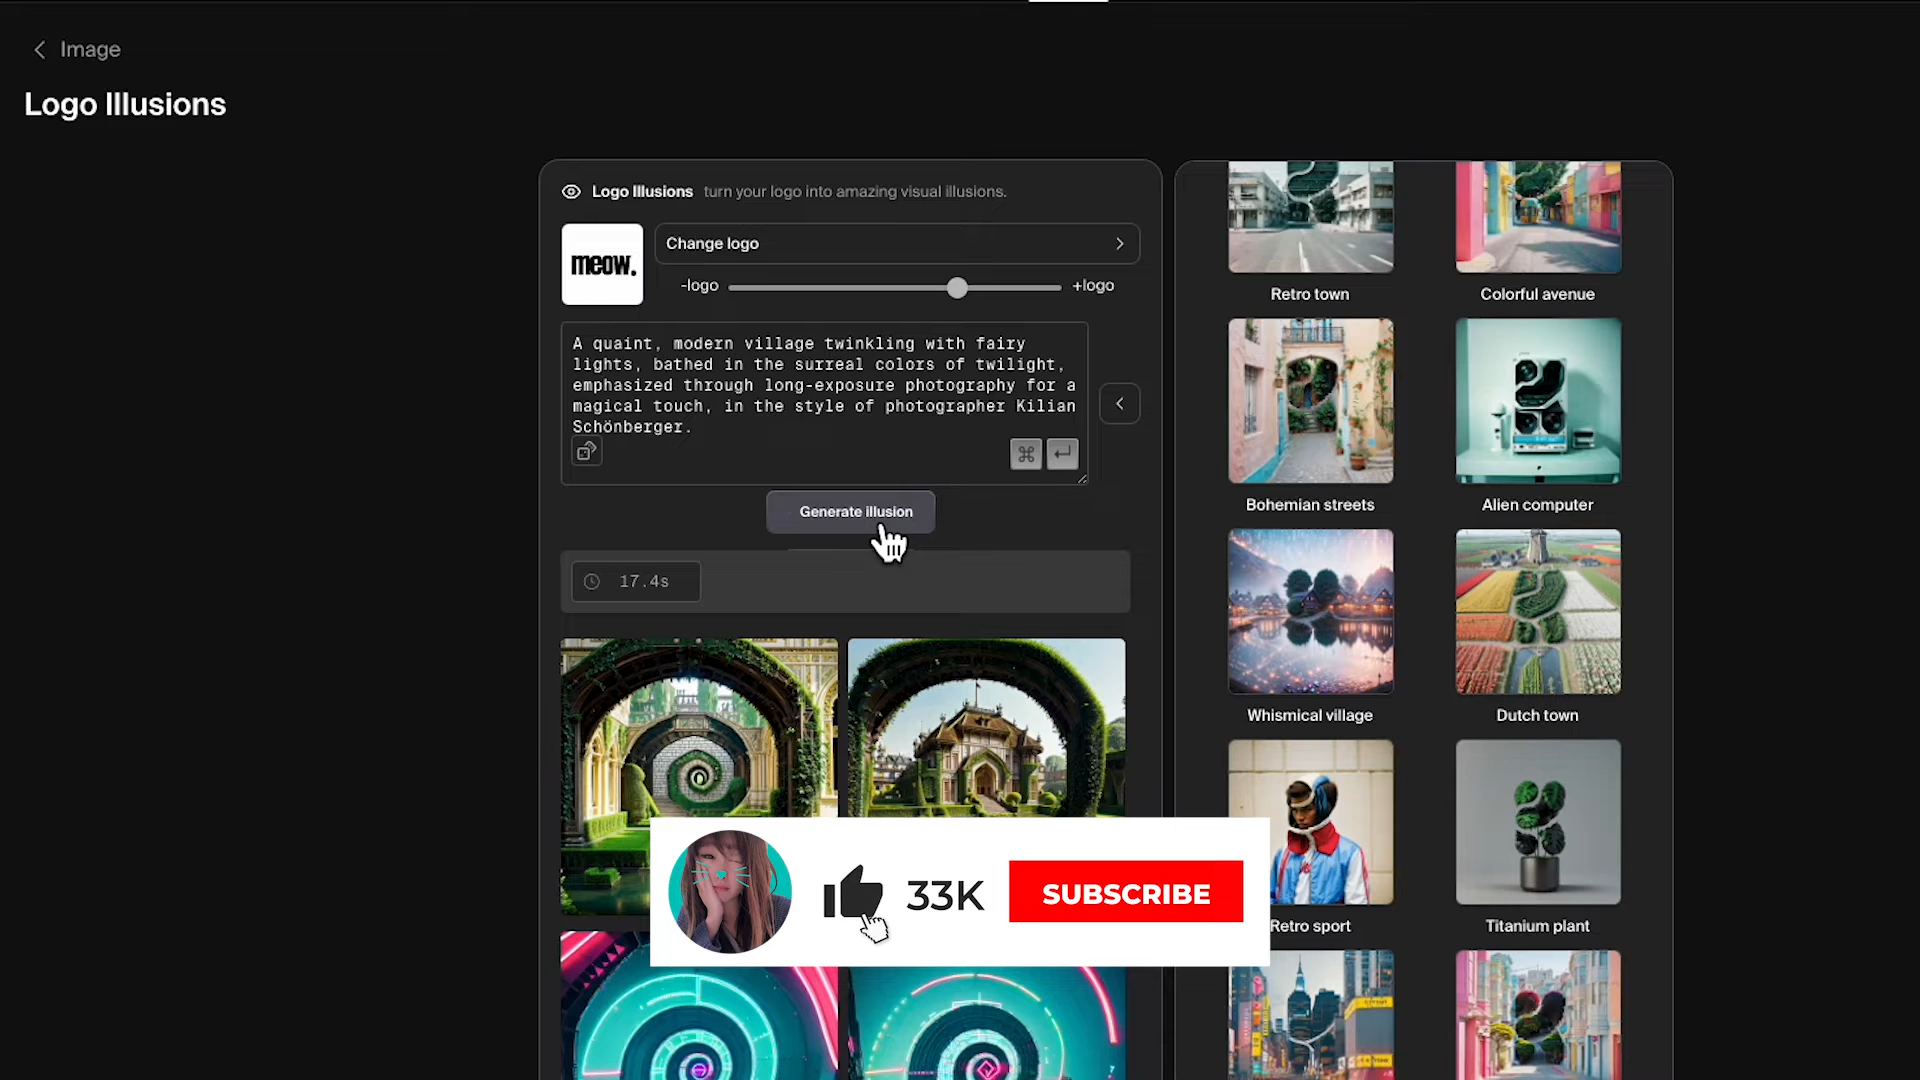 Image
Logo Illusions
Logo Illusions turn your logo into amazing visual illusions.
meow.
Change logo
-logo
+logo
A quaint, modern village twinkling with fairy
lights, bathed in the surreal colors of twilight,
emphasized through long-exposure photography for a
magical touch, in the style of photographer Kilian
Schönberger.
Generate illusion
17.4s
33K
SUBSCRIBE
Retro town
Colorful avenue
Bohemian streets
Alien computer
Whismical village
Dutch town
Retro sport
Titanium plant